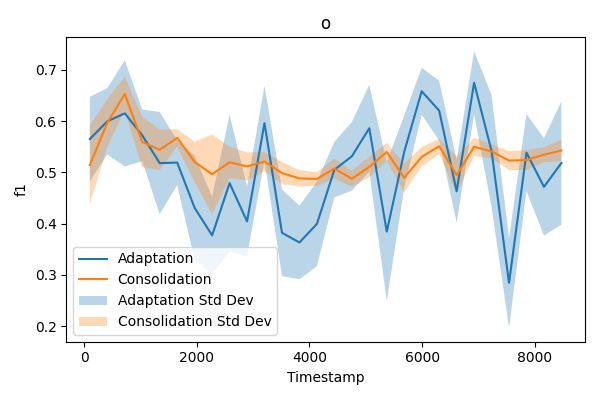 o
f1
0.7
0.6
0.5
0.4
0.3
0.2
Adaptation
Consolidation
Adaptation Std Dev
Consolidation Std Dev
0
2000
4000
6000
8000
Timestamp